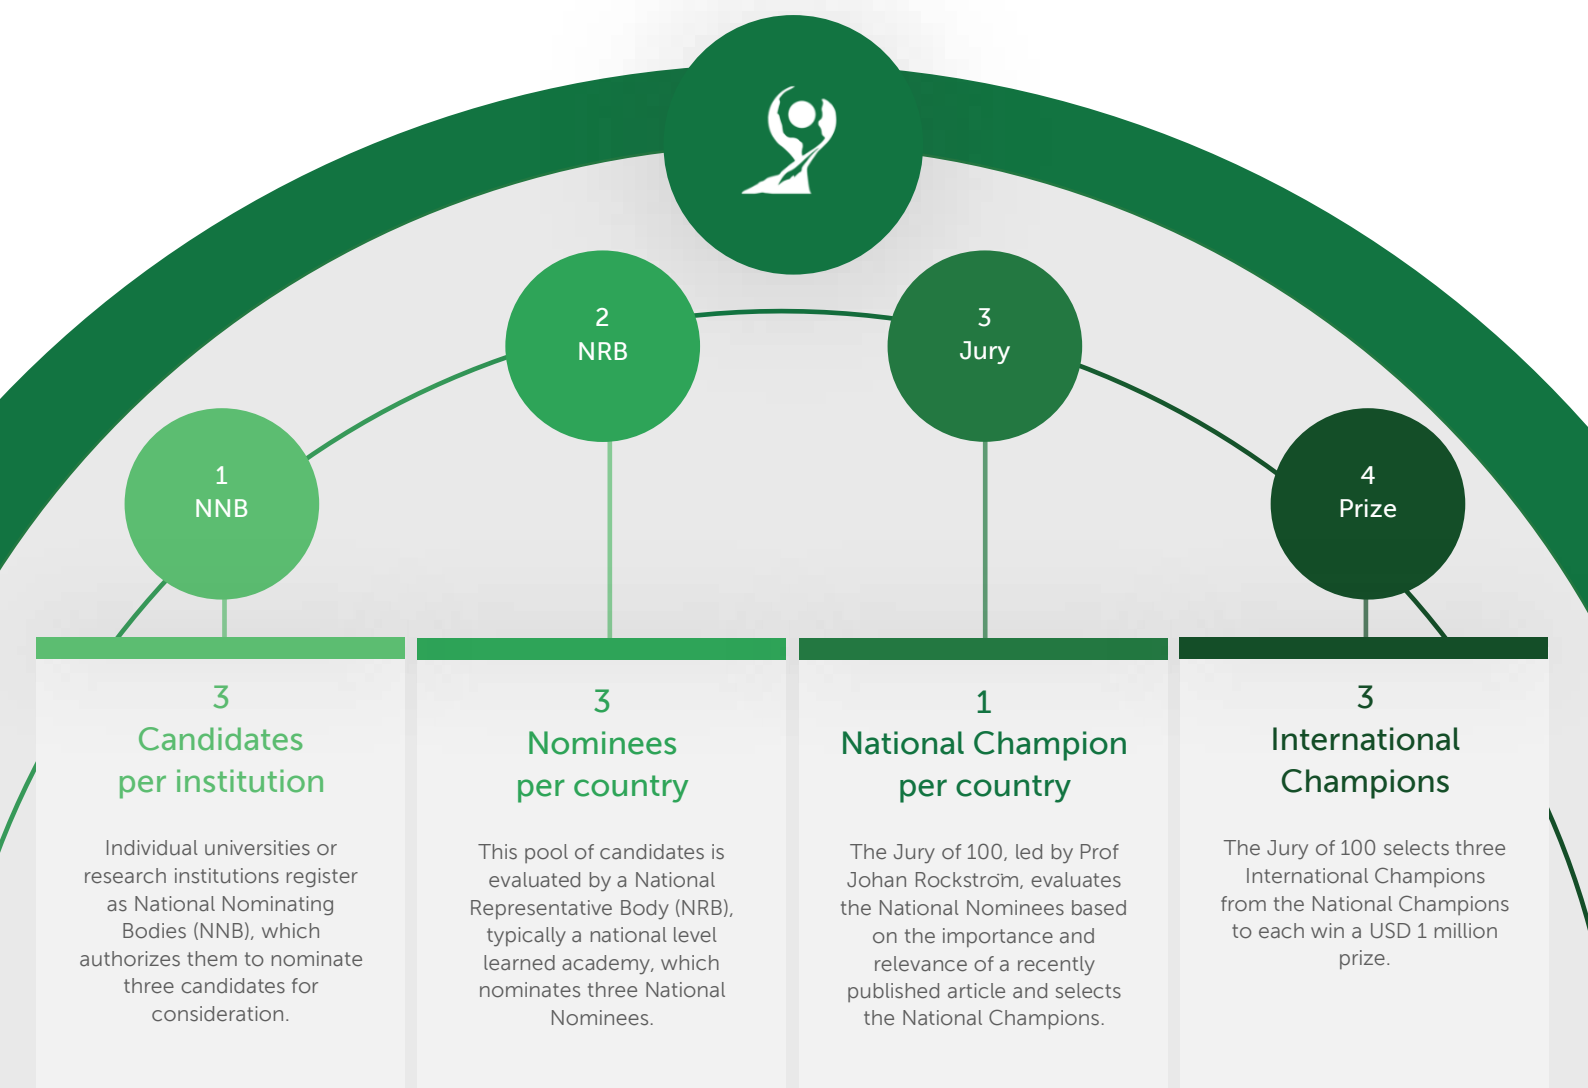 1
NNB
2
NRB
3
Jury
4
Prize
3
Candidates
per institution
Individual universities or
research institutions register
as National Nominating
Bodies (NNB), which
authorizes them to nominate
three candidates for
consideration.
3
Nominees
per country
This pool of candidates is
evaluated by a National
Representative Body (NRB),
typically a national level
learned academy, which
nominates three National
Nominees.
1
National Champion
per country
The Jury of 100, led by Prof
Johan Rockström, evaluates
the National Nominees based
on the importance and
relevance of a recently
published article and selects
the National Champions.
3
International
Champions
The Jury of 100 selects three
International Champions
from the National Champions
to each win a USD 1 million
prize.